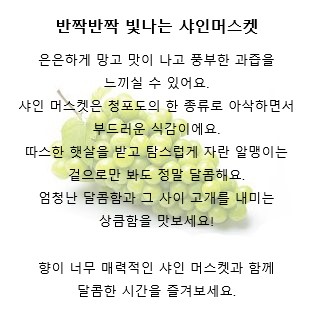 반짝반짝 빛나는 샤인머스켓
은은하게 망고 맛이 나고 풍부한 과즙을
느끼실 수 있어요.
샤인 머스켓은 청포도의 한 종류로 아삭하면서
부드러운 식감이에요.
따스한 햇살을 받고 탐스럽게 자란 알맹이는
겉으로만 봐도 정말 달콤해요.
엄청난 달콤함과 그 사이 고개를 내미는
상큼함을 맛보세요!
향이 너무 매력적인 샤인 머스켓과 함께
달콤한 시간을 즐겨보세요.